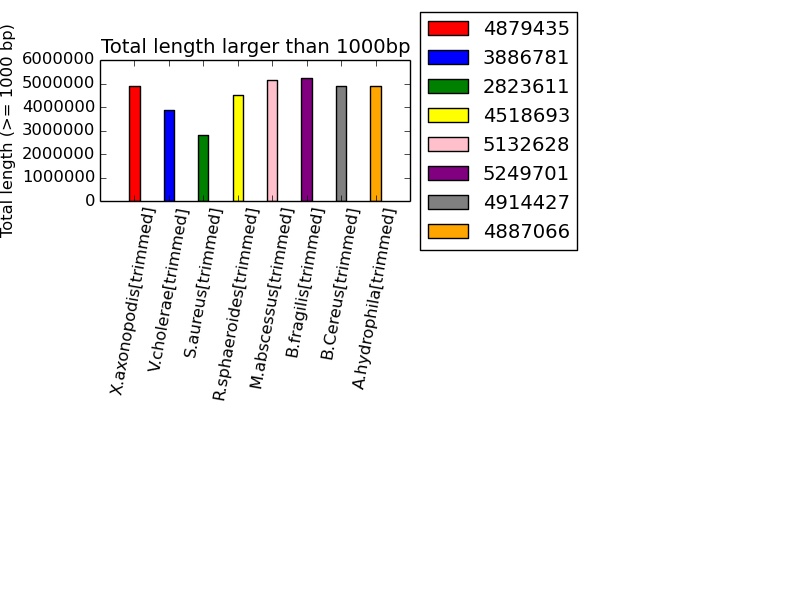 Total length larger than 1000bp
Total length (>= 1000 bp)
6000000
5000000
4000000
3000000
2000000
1000000
0
X.axonopodis[trimmed]
V.cholerae[trimmed]
S.aureus[trimmed]
R.sphaeroides[trimmed]
M.abscessus[trimmed]
B.fragilis[trimmed]
B.Cereus[trimmed]
A.hydrophila[trimmed]
4879435
3886781
2823611
4518693
5132628
5249701
4914427
4887066